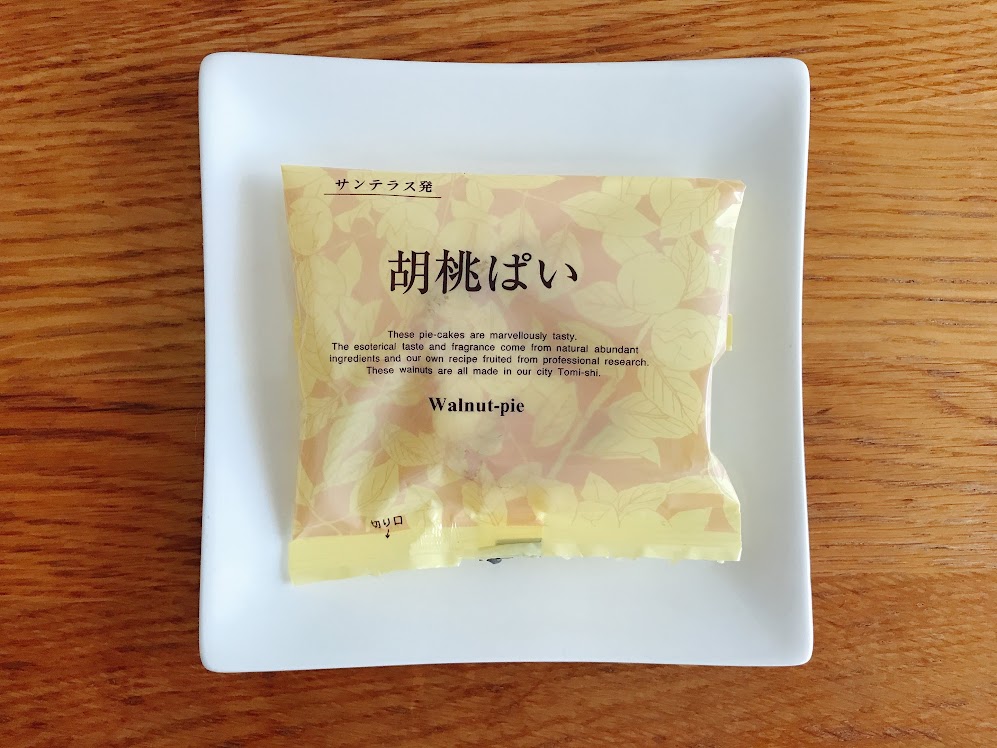 サンテラス発
胡桃ぱい
These pie-cakes are marvellously tasty.
The esoterical taste and fragrance come from natural abundant
ingredients and our own recipe fruited from professional research.
These walnuts are all made in our city Tomi-shi.
Walnut-pie
切り口
↓